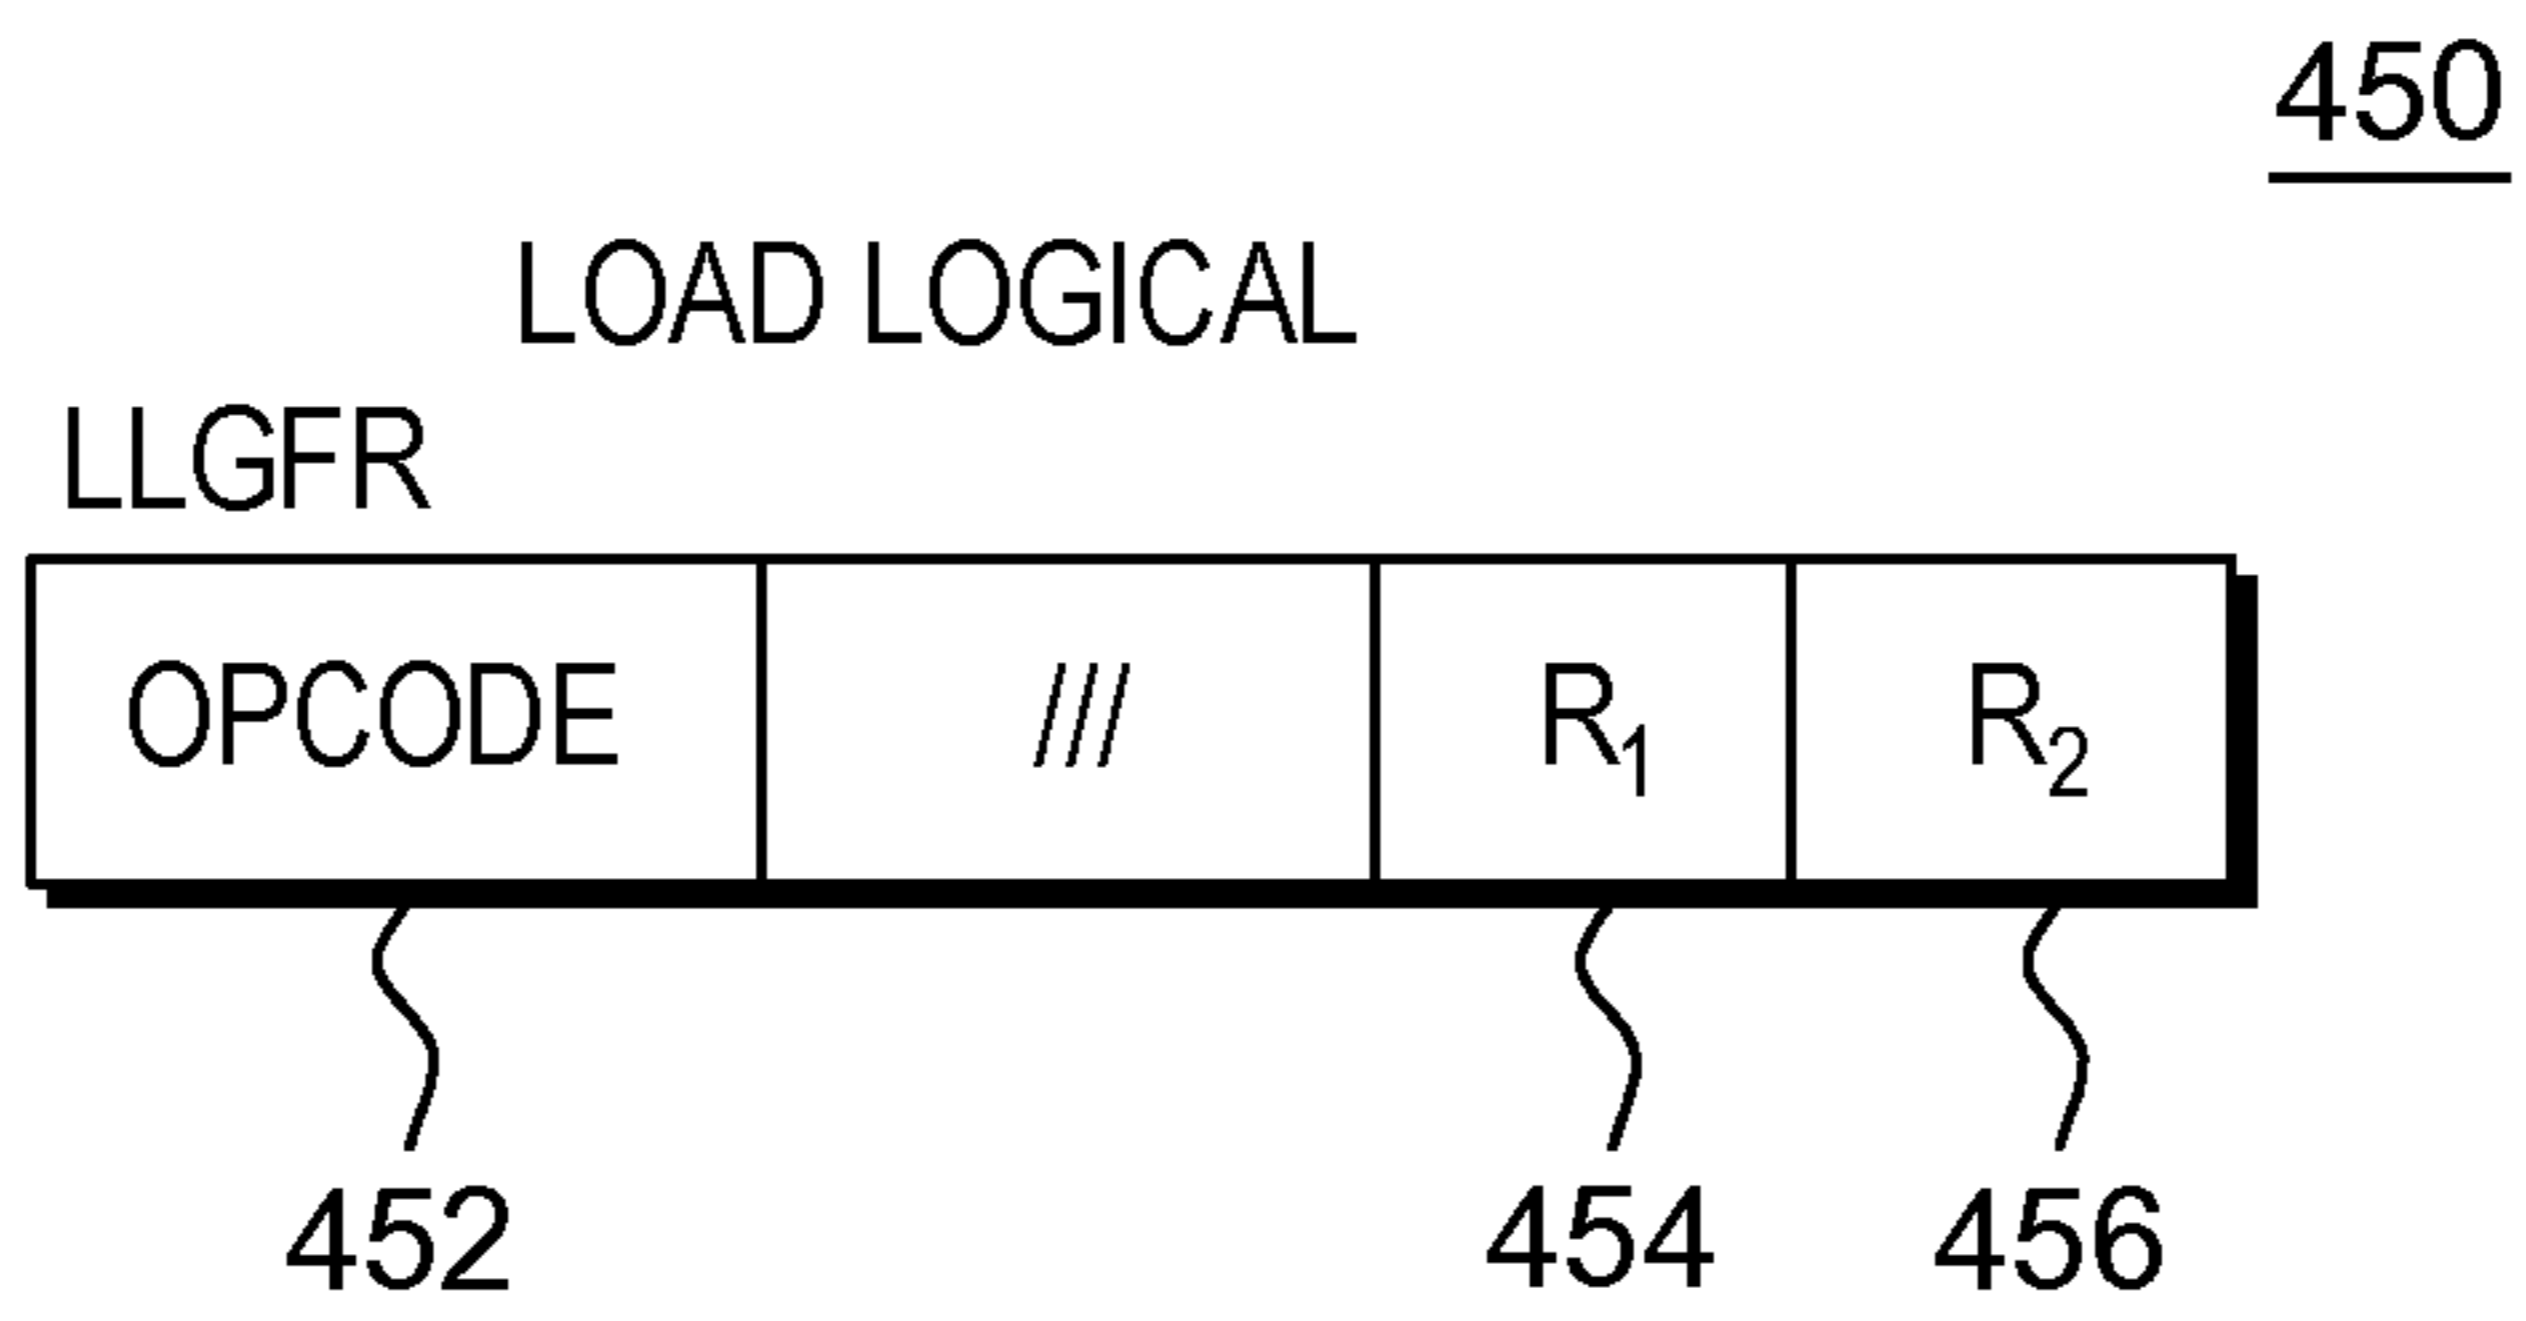 450
LOAD LOGICAL
LLGFR
OPCODE /// R1 R2
452 454 456